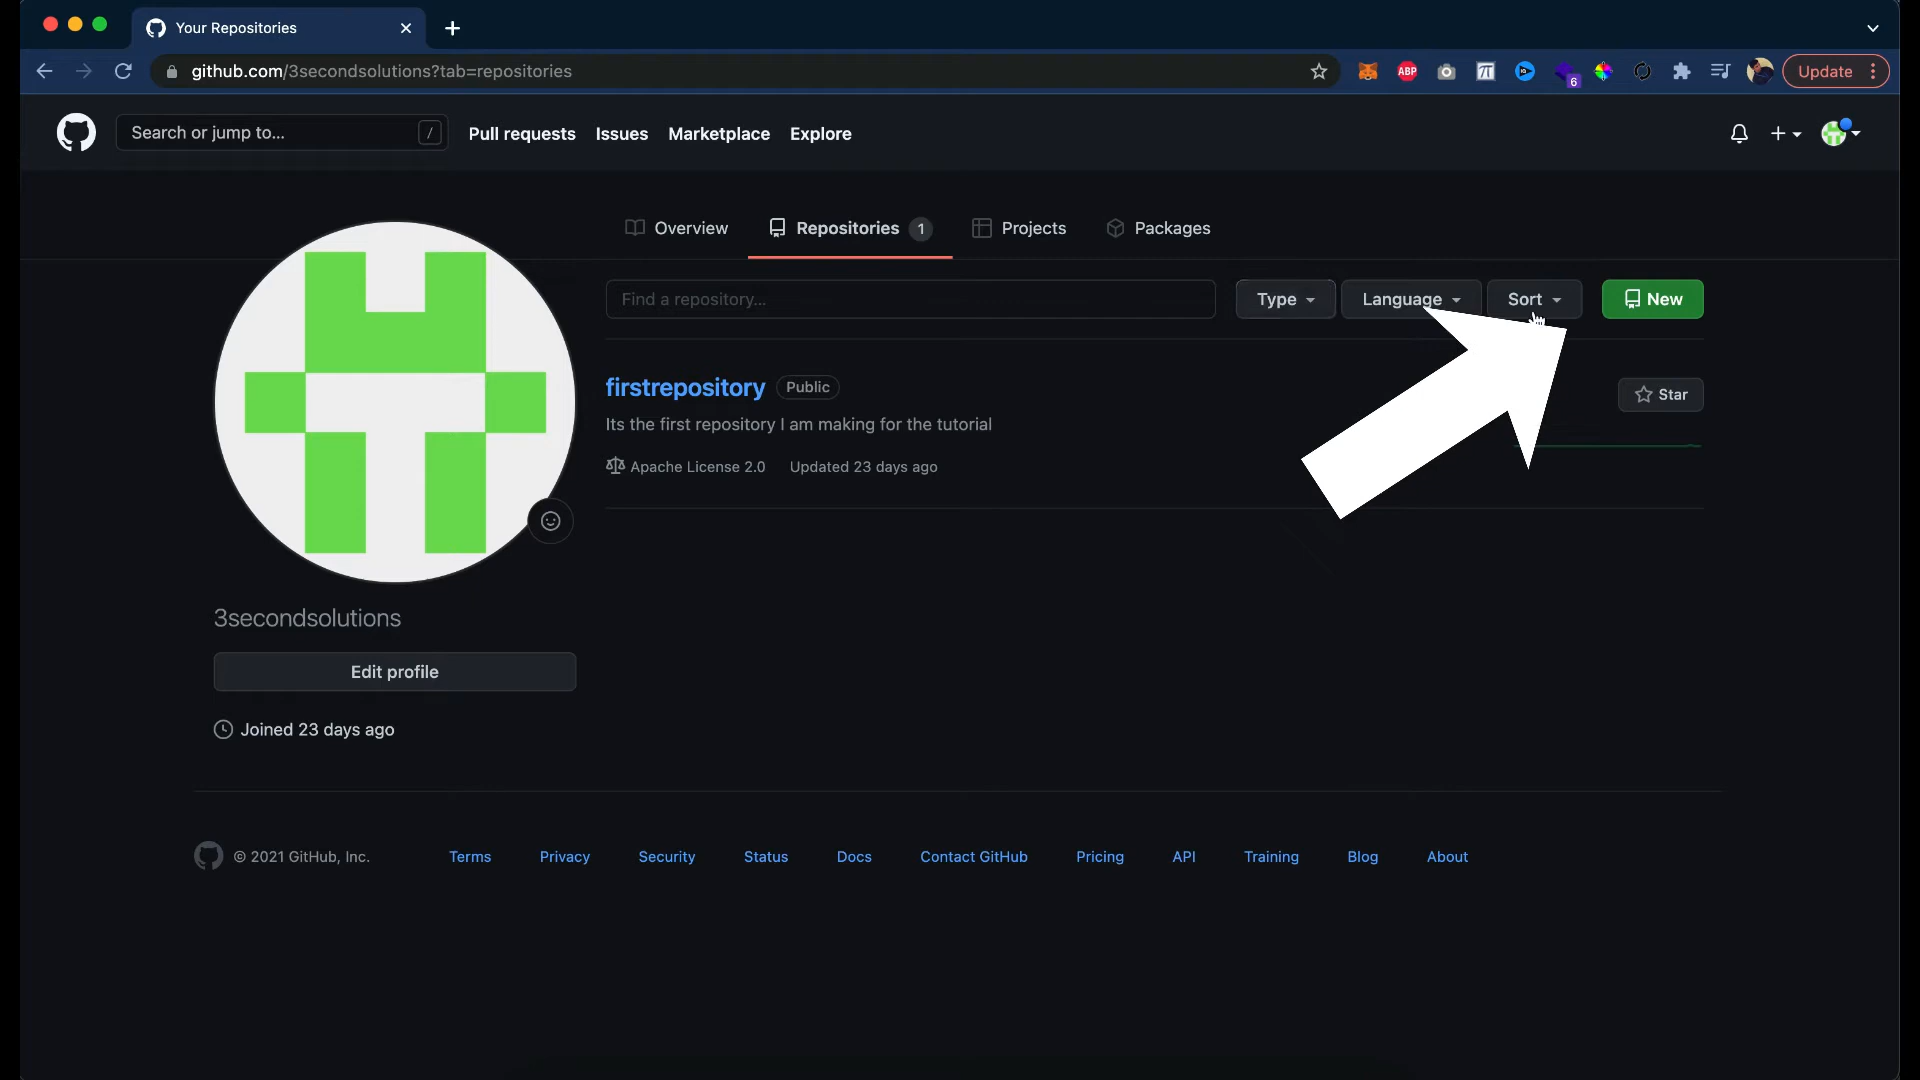 Your Repositories
github.com/3secondsolutions?tab=repositories
ABP
6
Update
Search or jump to...
/
Pull requests
Issues
Marketplace
Explore
Overview
Repositories 1
Projects
Packages
Find a repository...
Type
Language
Sort
New
firstrepository
Public
Star
Its the first repository I am making for the tutorial
Apache License 2.0
Updated 23 days ago
3secondsolutions
Edit profile
Joined 23 days ago
© 2021 GitHub, Inc.
Terms
Privacy
Security
Status
Docs
Contact GitHub
Pricing
API
Training
Blog
About